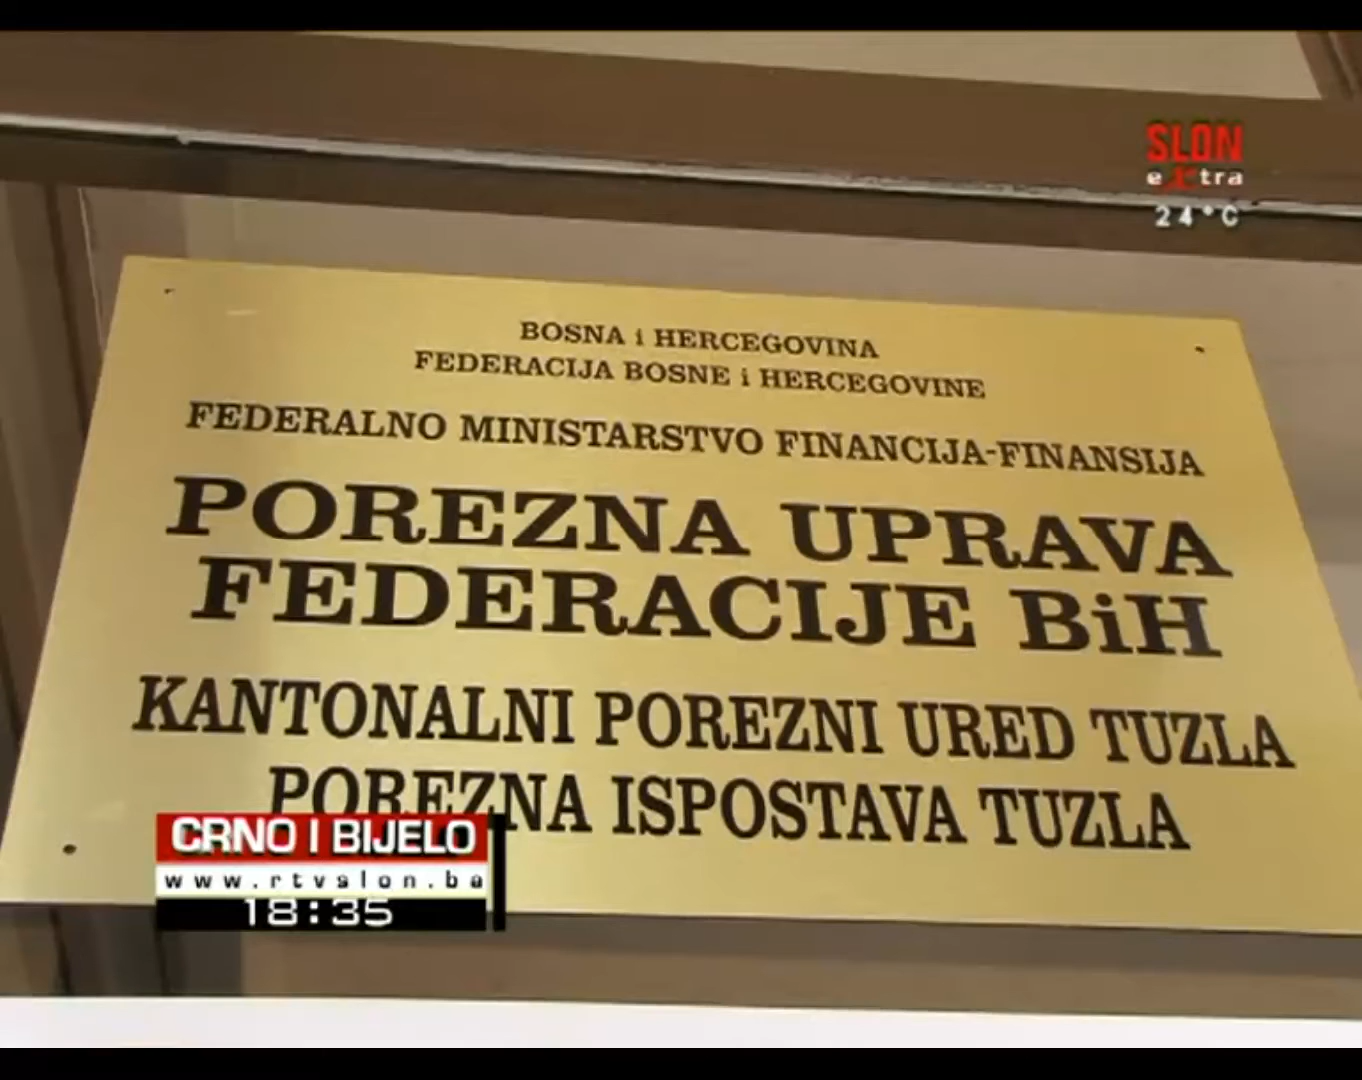 SLON
extra
24°C
BOSNA i HERCEGOVINA
FEDERACIJA BOSNE i HERCEGOVINE
FEDERALNO MINISTARSTVO FINANCIJA-FINANSIJA
POREZNA UPRAVA
FEDERACIJE BiH
KANTONALNI POREZNI URED TUZLA
POREZNA ISPOSTAVA TUZLA
CRNO I BIJELO
www.rtvslon.ba
18:35